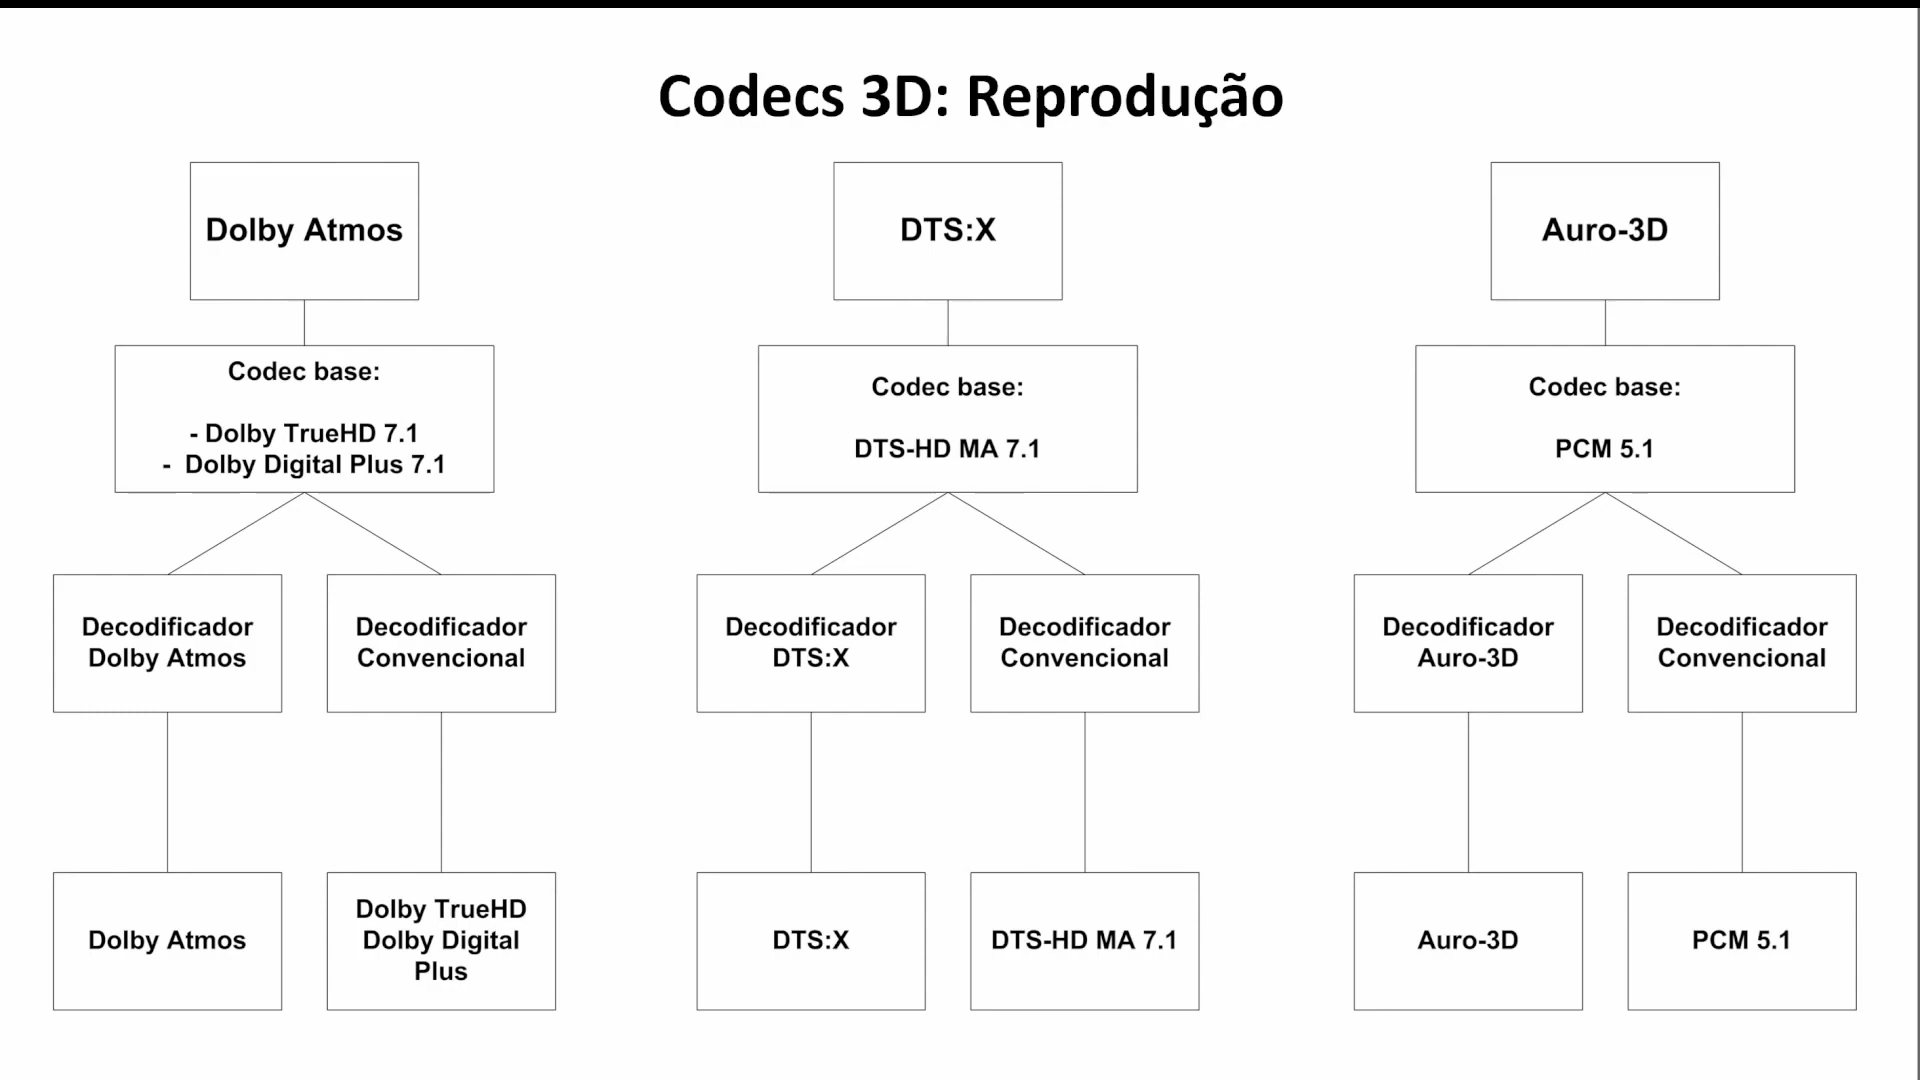 Codecs 3D: Reprodução
Dolby Atmos
DTS:X
Auro-3D
Codec base:
- Dolby TrueHD 7.1
- Dolby Digital Plus 7.1
Codec base:
DTS-HD MA 7.1
Codec base:
PCM 5.1
Decodificador
Dolby Atmos
Decodificador
Convencional
Decodificador
DTS:X
Decodificador
Convencional
Decodificador
Auro-3D
Decodificador
Convencional
Dolby Atmos
Dolby TrueHD
Dolby Digital
Plus
DTS:X
DTS-HD MA 7.1
Auro-3D
PCM 5.1